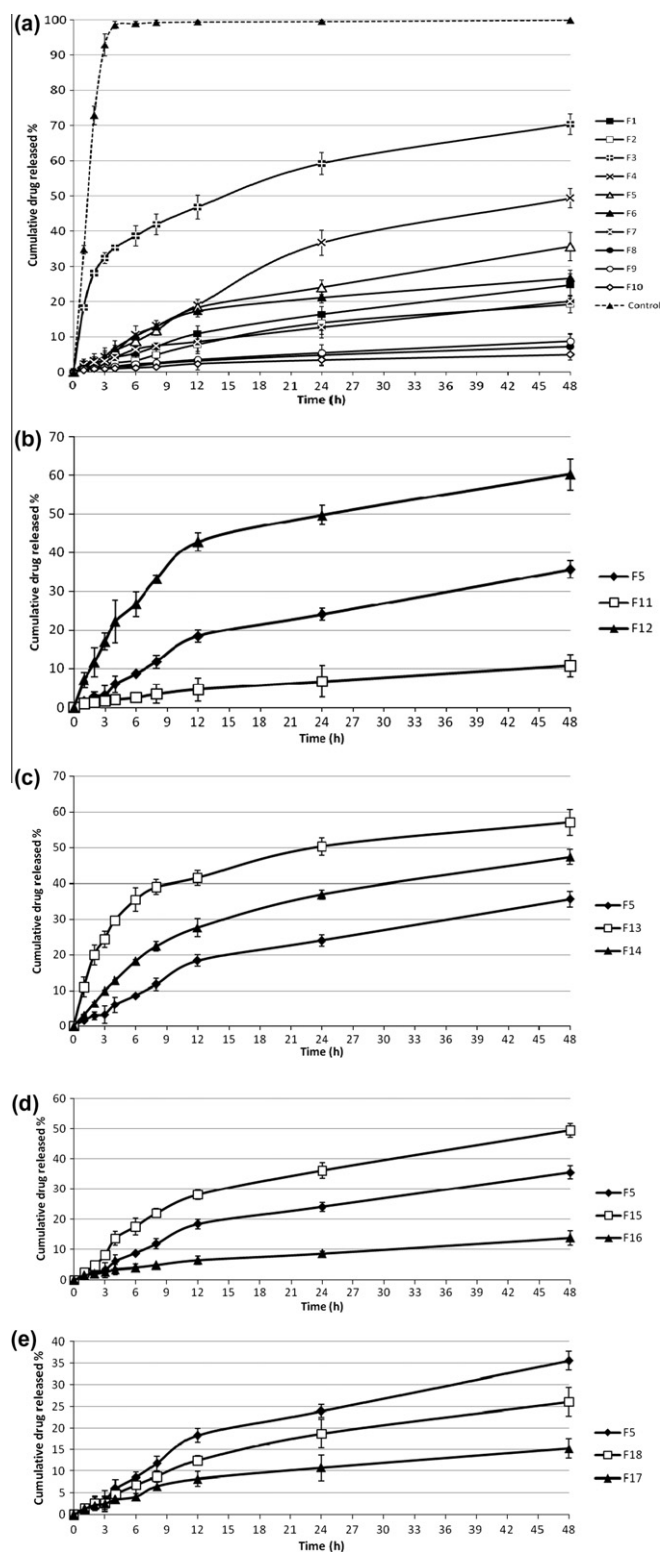 (a)
Cumulative drug released %
100
90
80
70
60
50
40
30
20
10
0
0 3 6 9 12 15 18 21 24 27 30 33 36 39 42 45 48
Time (h)
F1
F2
F3
F4
F5
F6
F7
F8
F9
F10
Control
(b)
Cumulative drug released %
70
60
50
40
30
20
10
0
0 3 6 9 12 15 18 21 24 27 30 33 36 39 42 45 48
Time (h)
F5
F11
F12
(c)
Cumulative drug released %
70
60
50
40
30
20
10
0
0 3 6 9 12 15 18 21 24 27 30 33 36 39 42 45 48
Time (h)
F5
F13
F14
(d)
Cumulative drug released %
60
50
40
30
20
10
0
0 3 6 9 12 15 18 21 24 27 30 33 36 39 42 45 48
Time (h)
F5
F15
F16
(e)
Cumulative drug released %
40
35
30
25
20
15
10
5
0
0 3 6 9 12 15 18 21 24 27 30 33 36 39 42 45 48
Time (h)
F5
F18
F17